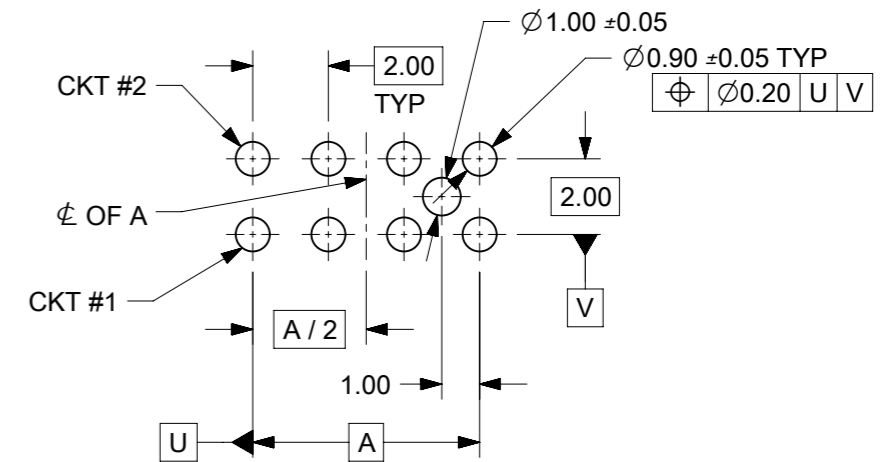 ∅1.00 ±0.05
∅0.90 ±0.05 TYP
⌖ ∅0.20 U V
2.00
TYP
CKT #2
2.00
℄ OF A
CKT #1
V
A / 2
1.00
U
A